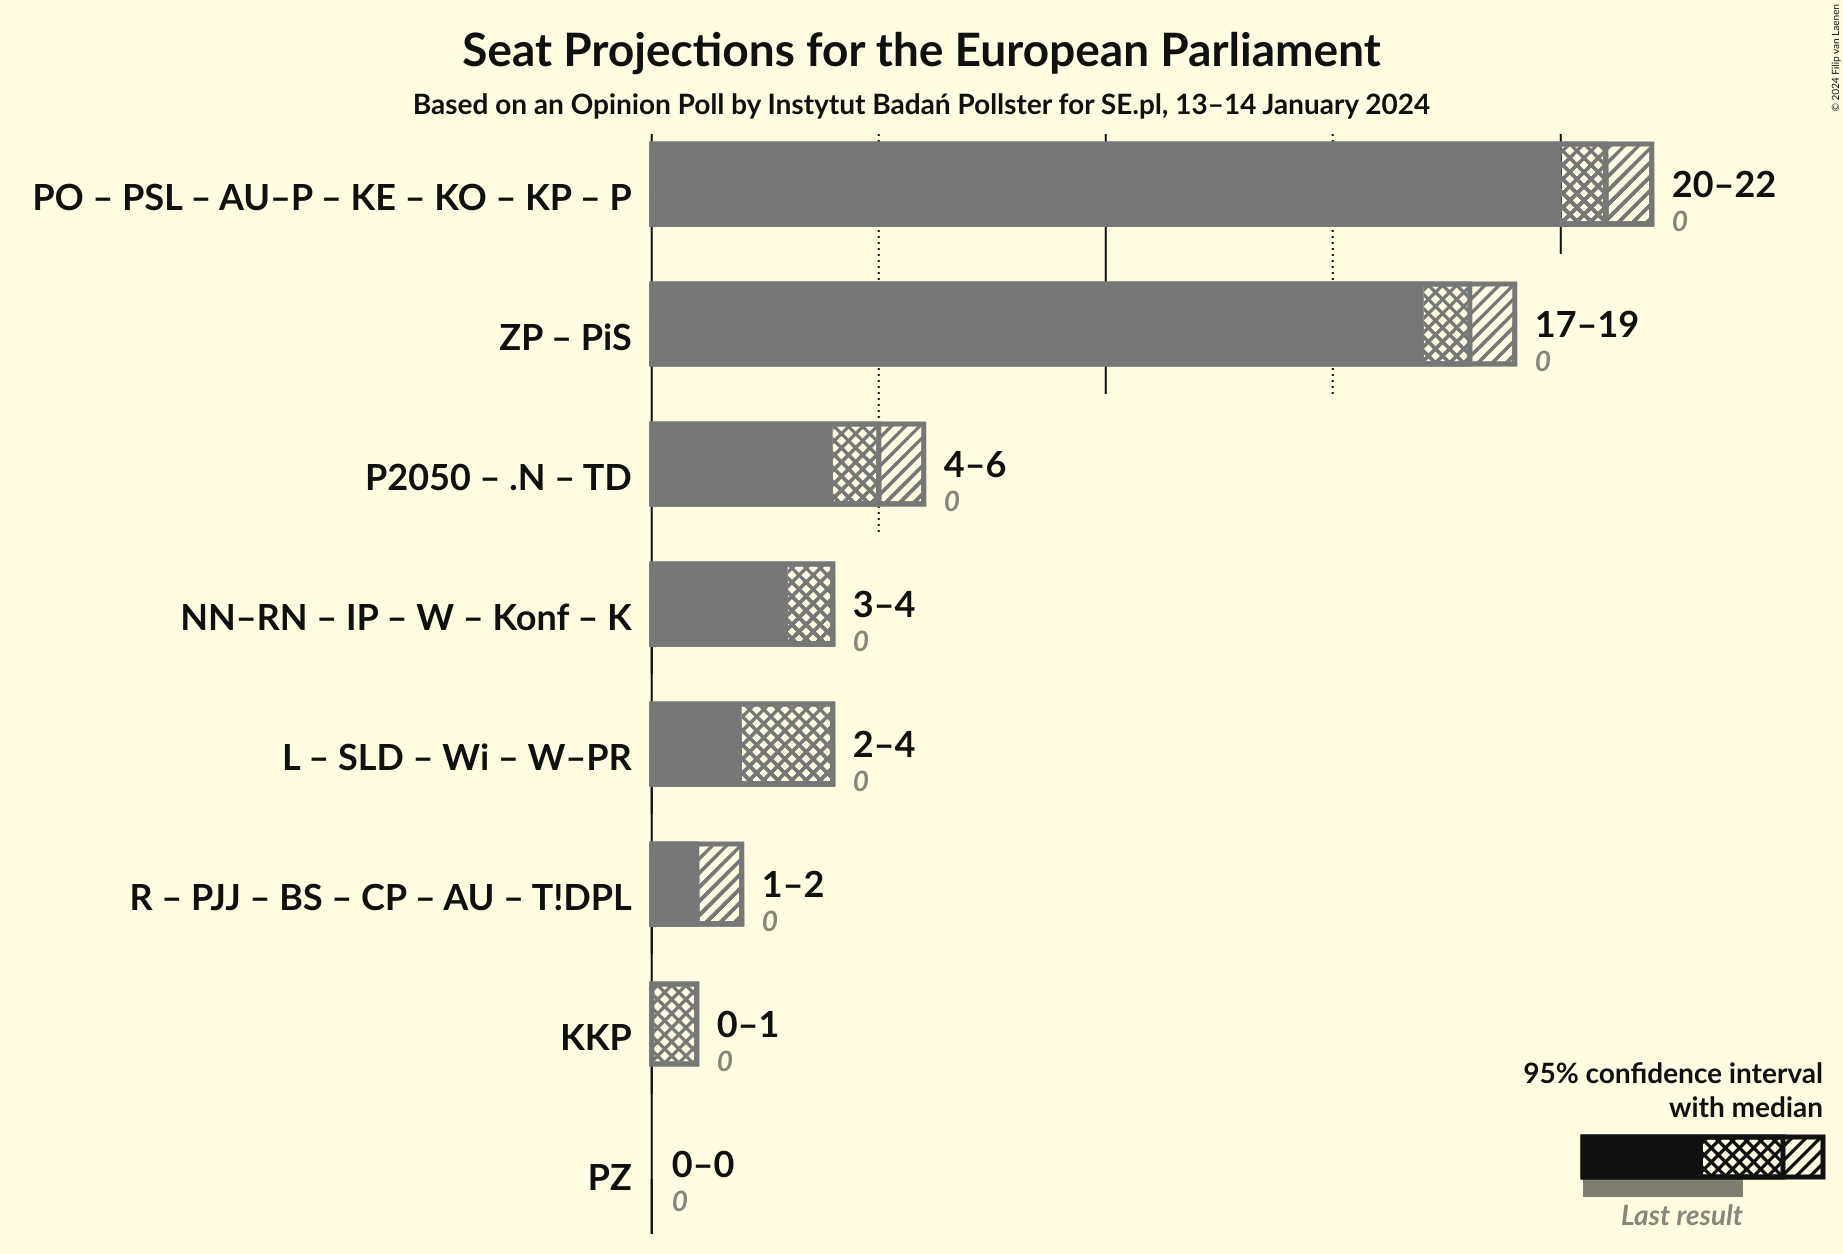 Seat Projections for the European Parliament
Based on an Opinion Poll by Instytut Badań Pollster for SE.pl, 13–14 January 2024
© 2024 Filip van Laenen
PO – PSL – AU–P – KE – KO – KP – P
20–22
0
ZP – PiS
17–19
0
P2050 – .N – TD
4–6
0
NN–RN – IP – W – Konf – K
3–4
0
L – SLD – Wi – W–PR
2–4
0
R – PJJ – BS – CP – AU – T!DPL
1–2
0
KKP
0–1
0
PZ
0–0
0
95% confidence interval
with median
Last result